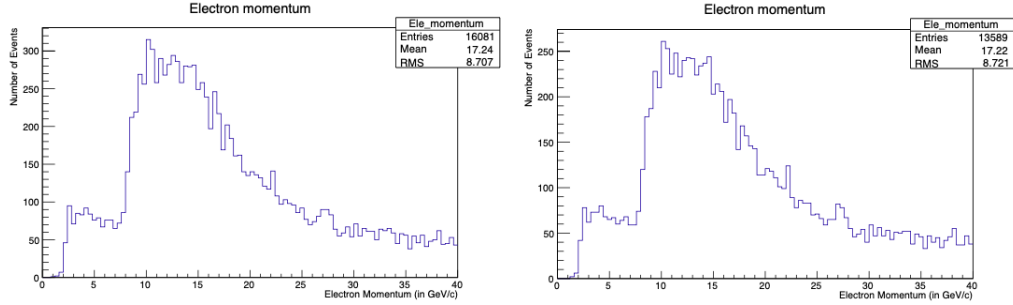 Electron momentum
Ele_momentum
Entries 16081
Mean 17.24
RMS 8.707
Number of Events
300
250
200
150
100
50
0
0 5 10 15 20 25 30 35 40
Electron Momentum (in GeV/c)
Electron momentum
Ele_momentum
Entries 13589
Mean 17.22
RMS 8.721
Number of Events
250
200
150
100
50
0
0 5 10 15 20 25 30 35 40
Electron Momentum (in GeV/c)